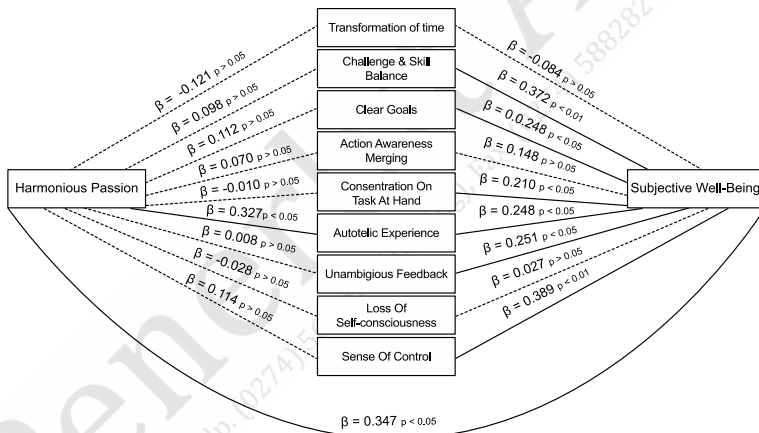 Transformation of time
Challenge & Skill
Balance
Clear Goals
Action Awareness
Merging
Consentration On
Task At Hand
Autotelic Experience
Unambigious Feedback
Loss Of
Self-consciousness
Sense Of Control
Harmonious Passion
Subjective Well-Being
β = -0.121 p > 0.05
β = 0.098 p > 0.05
β = 0.112 p > 0.05
β = 0.070 p > 0.05
β = -0.010 p > 0.05
β = 0.327 p < 0.05
β = 0.008 p > 0.05
β = -0.028 p > 0.05
β = 0.114 p > 0.05
β = -0.084 p > 0.05
β = 0.372 p < 0.01
β = 0.0.248 p < 0.05
β = 0.148 p > 0.05
β = 0.210 p < 0.05
β = 0.248 p < 0.05
β = 0.251 p < 0.05
β = 0.027 p > 0.05
β = 0.389 p < 0.01
β = 0.347 p < 0.05
(0274) 588282